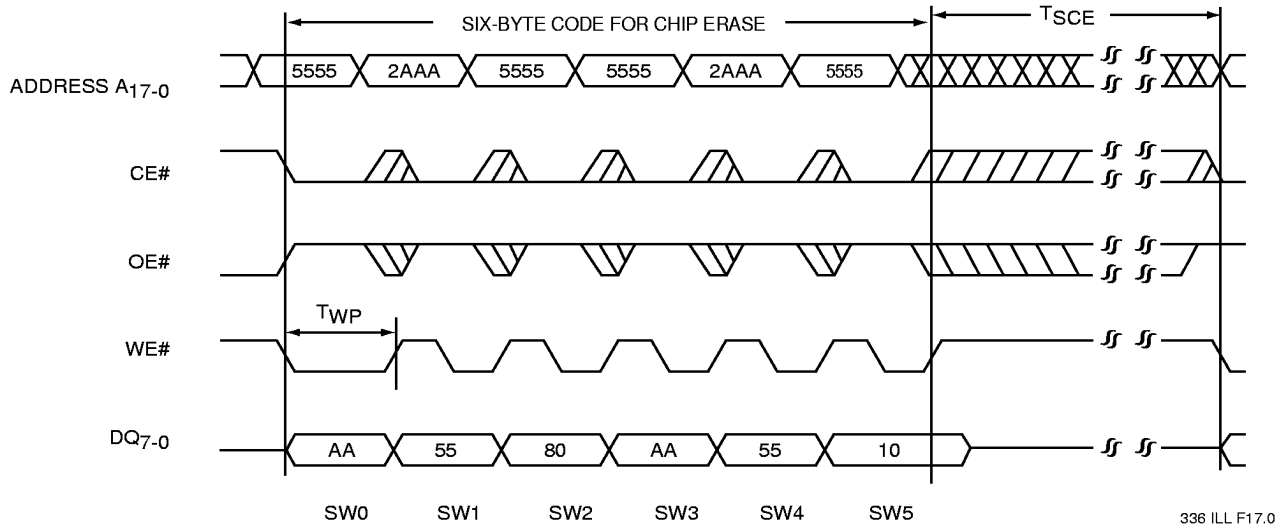 SIX-BYTE CODE FOR CHIP ERASE
TSCE
ADDRESS A17-0
5555 2AAA 5555 5555 2AAA 5555
CE#
OE#
TWP
WE#
DQ7-0
AA 55 80 AA 55 10
SW0 SW1 SW2 SW3 SW4 SW5
336 ILL F17.0